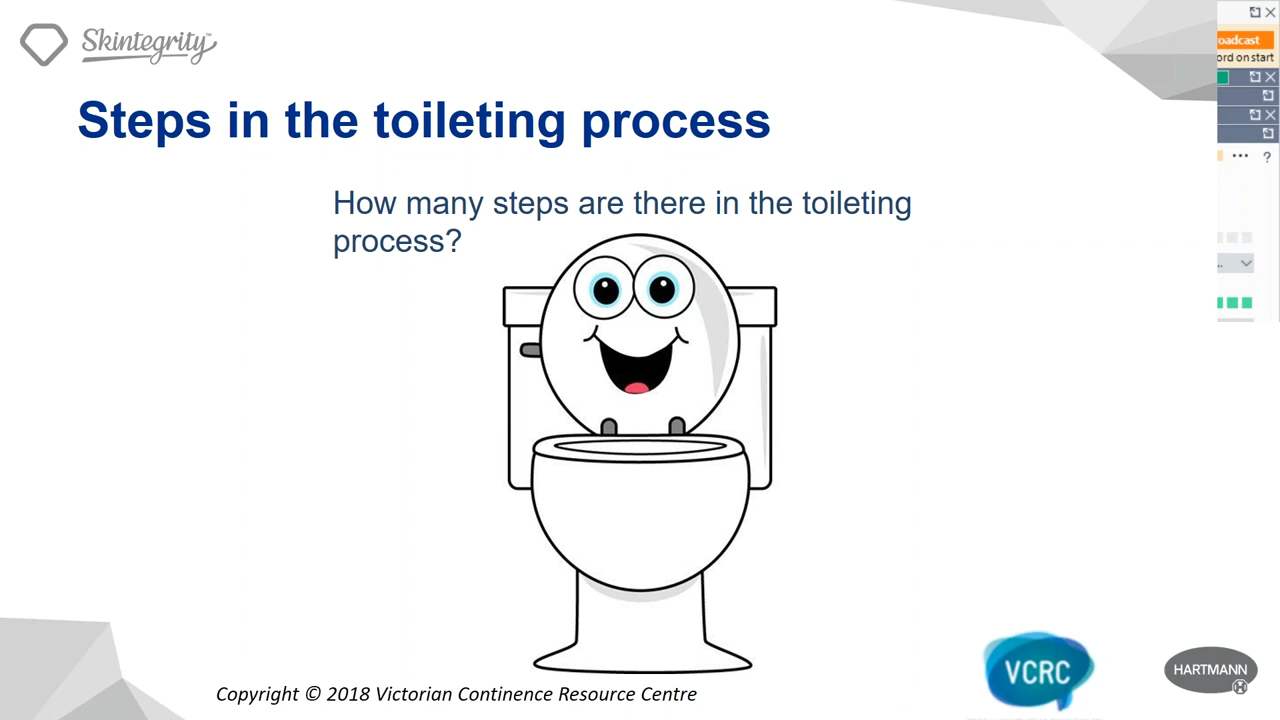 Skintegrity™
Steps in the toileting process
How many steps are there in the toileting
process?
oadcast
ord on start
... ?
..
VCRC
HARTMANN
Copyright © 2018 Victorian Continence Resource Centre